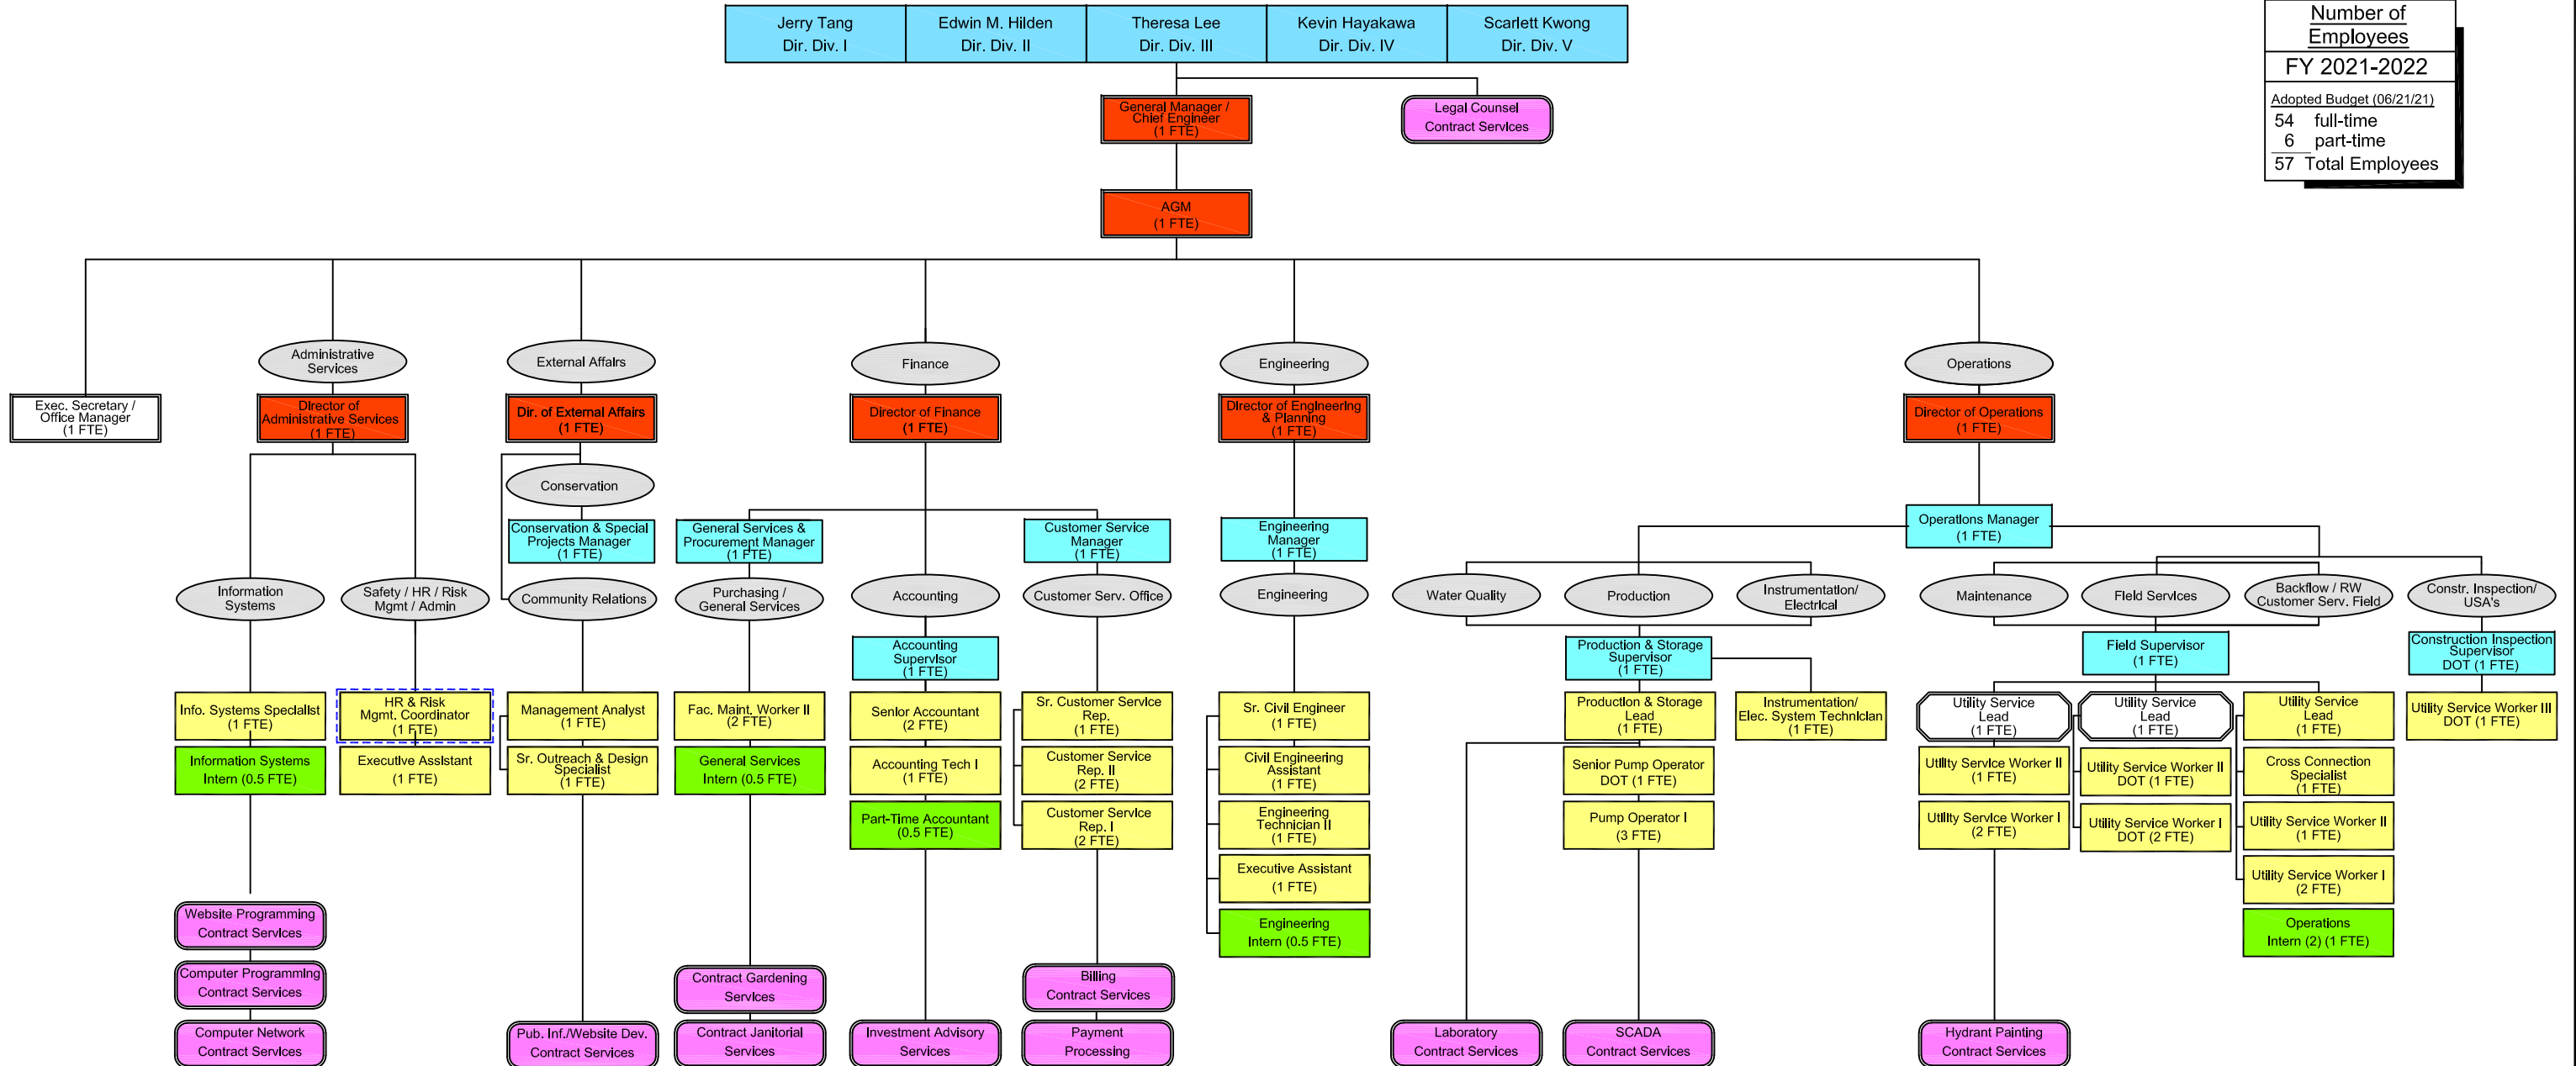 Jerry Tang
Dir. Div. I
Edwin M. Hilden
Dir. Div. II
Theresa Lee
Dir. Div. III
Kevin Hayakawa
Dir. Div. IV
Scarlett Kwong
Dir. Div. V
Number of
Employees
FY 2021-2022
Adopted Budget (06/21/21)
54 full-time
6 part-time
57 Total Employees
General Manager /
Chief Engineer
(1 FTE)
Legal Counsel
Contract Services
AGM
(1 FTE)
Exec. Secretary /
Office Manager
(1 FTE)
Administrative
Services
Director of
Administrative Services
(1 FTE)
External Affairs
Dir. of External Affairs
(1 FTE)
Finance
Director of Finance
(1 FTE)
Engineering
Director of Engineering
& Planning
(1 FTE)
Operations
Director of Operations
(1 FTE)
Conservation
Conservation & Special
Projects Manager
(1 FTE)
General Services &
Procurement Manager
(1 FTE)
Customer Service
Manager
(1 FTE)
Engineering
Manager
(1 FTE)
Operations Manager
(1 FTE)
Information
Systems
Safety / HR / Risk
Mgmt / Admin
Community Relations
Purchasing /
General Services
Accounting
Customer Serv. Office
Engineering
Water Quality
Production
Instrumentation/
Electrical
Maintenance
Field Services
Backflow / RW
Customer Serv. Field
Constr. Inspection/
USA's
Accounting
Supervisor
(1 FTE)
Production & Storage
Supervisor
(1 FTE)
Field Supervisor
(1 FTE)
Construction Inspection
Supervisor
DOT (1 FTE)
Info. Systems Specialist
(1 FTE)
HR & Risk
Mgmt. Coordinator
(1 FTE)
Management Analyst
(1 FTE)
Fac. Maint. Worker II
(2 FTE)
Senior Accountant
(2 FTE)
Sr. Customer Service
Rep.
(1 FTE)
Sr. Civil Engineer
(1 FTE)
Production & Storage
Lead
(1 FTE)
Instrumentation/
Elec. System Technician
(1 FTE)
Utility Service
Lead
(1 FTE)
Utility Service
Lead
(1 FTE)
Utility Service
Lead
(1 FTE)
Utility Service Worker III
DOT (1 FTE)
Information Systems
Intern (0.5 FTE)
Executive Assistant
(1 FTE)
Sr. Outreach & Design
Specialist
(1 FTE)
General Services
Intern (0.5 FTE)
Accounting Tech I
(1 FTE)
Customer Service
Rep. II
(2 FTE)
Civil Engineering
Assistant
(1 FTE)
Senior Pump Operator
DOT (1 FTE)
Utility Service Worker II
(1 FTE)
Utility Service Worker II
DOT (1 FTE)
Cross Connection
Specialist
(1 FTE)
Part-Time Accountant
(0.5 FTE)
Customer Service
Rep. I
(2 FTE)
Engineering
Technician II
(1 FTE)
Pump Operator I
(3 FTE)
Utility Service Worker I
(2 FTE)
Utility Service Worker I
DOT (2 FTE)
Utility Service Worker II
(1 FTE)
Executive Assistant
(1 FTE)
Utility Service Worker I
(2 FTE)
Engineering
Intern (0.5 FTE)
Operations
Intern (2) (1 FTE)
Website Programming
Contract Services
Computer Programming
Contract Services
Contract Gardening
Services
Billing
Contract Services
Computer Network
Contract Services
Pub. Inf./Website Dev.
Contract Services
Contract Janitorial
Services
Investment Advisory
Services
Payment
Processing
Laboratory
Contract Services
SCADA
Contract Services
Hydrant Painting
Contract Services